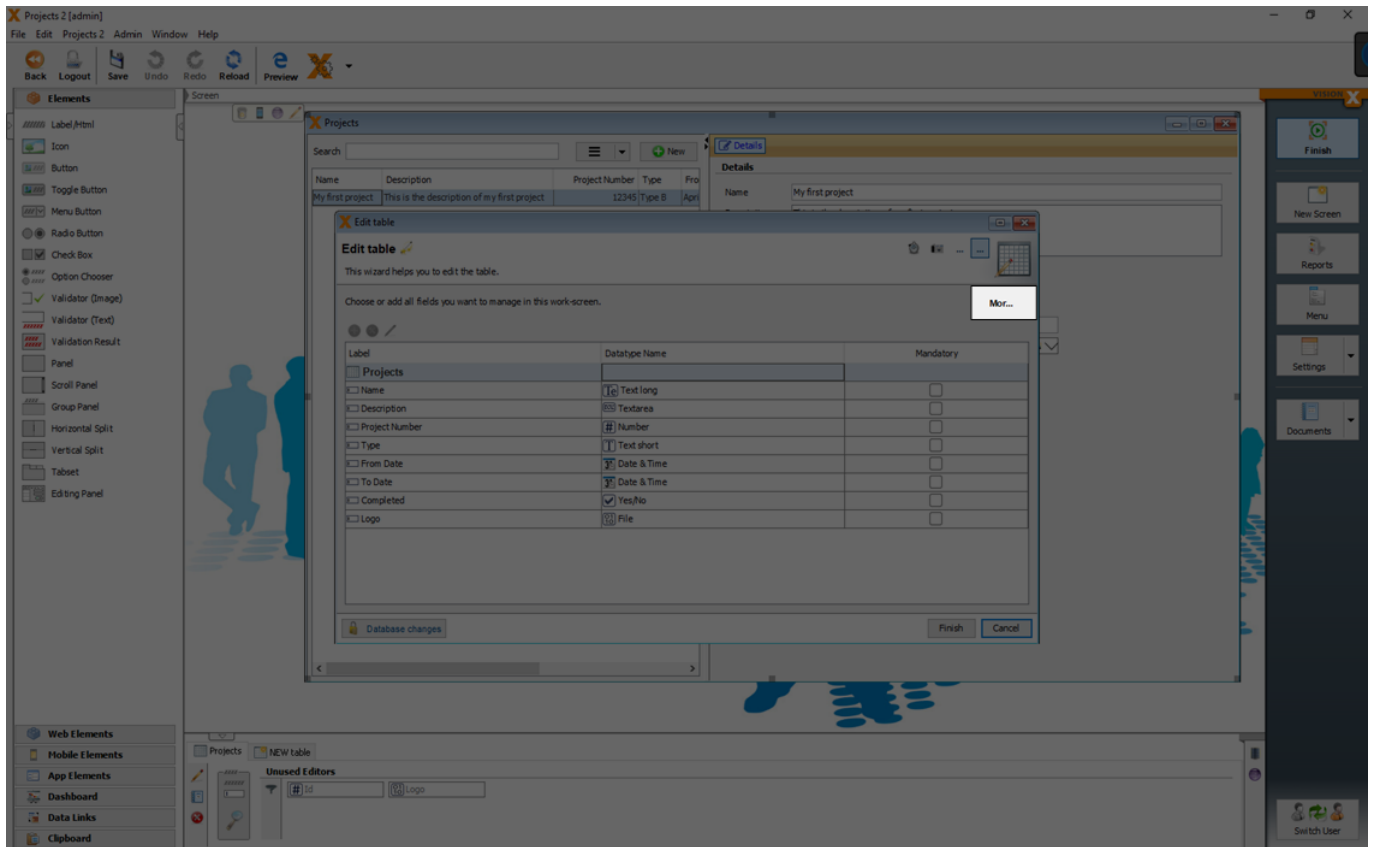 Projects 2 [admin]
File Edit Projects 2 Admin Window Help
Back Logout Save Undo Redo Reload Preview
Elements
Label/Html
Icon
Button
Toggle Button
Menu Button
Radio Button
Check Box
Option Chooser
Validator (Image)
Validator (Text)
Validation Result
Panel
Scroll Panel
Group Panel
Horizontal Split
Vertical Split
Tabset
Editing Panel
Web Elements
Mobile Elements
App Elements
Dashboard
Data Links
Clipboard
Screen
Projects
Search
New
Name Description Project Number Type Fro
My first project This is the description of my first project 12345 Type B Apri
Details
Details
Name My first project
Edit table
Edit table
This wizard helps you to edit the table.
Choose or add all fields you want to manage in this work-screen.
Mor...
Label Datatype Name Mandatory
Projects
Name Text long
Description Textarea
Project Number # Number
Type Text short
From Date Date & Time
To Date Date & Time
Completed Yes/No
Logo File
Database changes Finish Cancel
Projects NEW table
Unused Editors
# Id Logo
VISION X
Finish
New Screen
Reports
Menu
Settings
Documents
Switch User